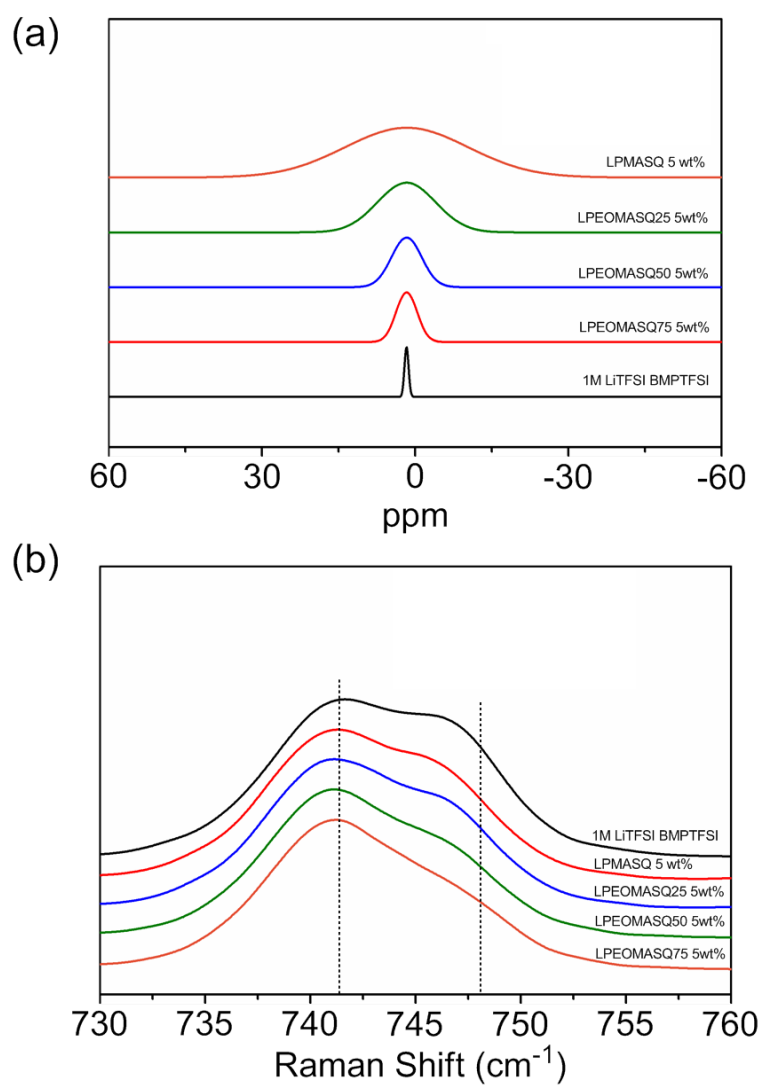 (a)
LPMASQ 5 wt%
LPEOMASQ25 5wt%
LPEOMASQ50 5wt%
LPEOMASQ75 5wt%
1M LiTFSI BMPTFSI
60 30 0 -30 -60
ppm
(b)
1M LiTFSI BMPTFSI
LPMASQ 5 wt%
LPEOMASQ25 5wt%
LPEOMASQ50 5wt%
LPEOMASQ75 5wt%
730 735 740 745 750 755 760
Raman Shift (cm⁻¹)